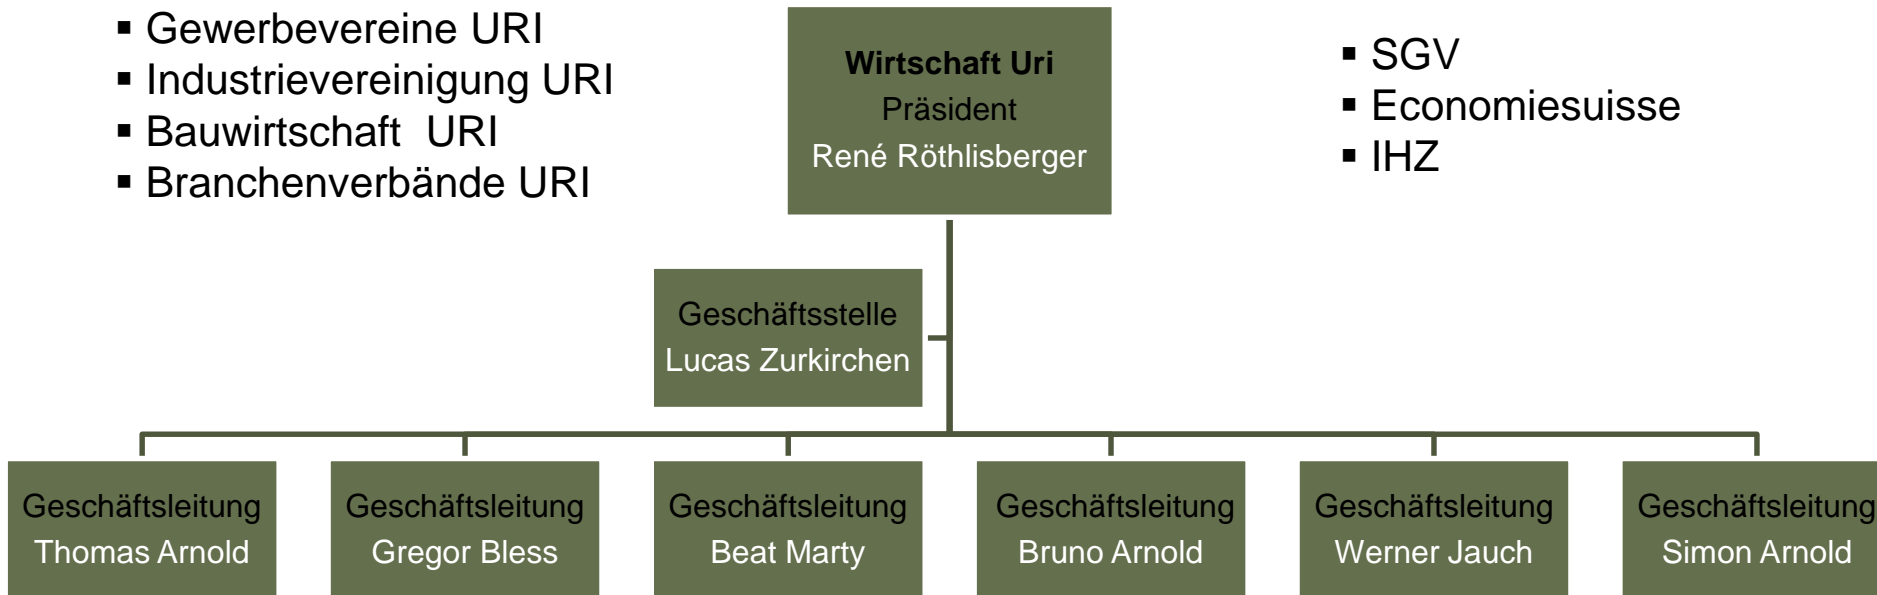 ▪ Gewerbevereine URI
▪ Industrievereinigung URI
▪ Bauwirtschaft  URI
▪ Branchenverbände URI
Wirtschaft Uri
Präsident
René Röthlisberger
▪ SGV
▪ Economiesuisse
▪ IHZ
Geschäftsstelle
Lucas Zurkirchen
Geschäftsleitung
Thomas Arnold
Geschäftsleitung
Gregor Bless
Geschäftsleitung
Beat Marty
Geschäftsleitung
Bruno Arnold
Geschäftsleitung
Werner Jauch
Geschäftsleitung
Simon Arnold